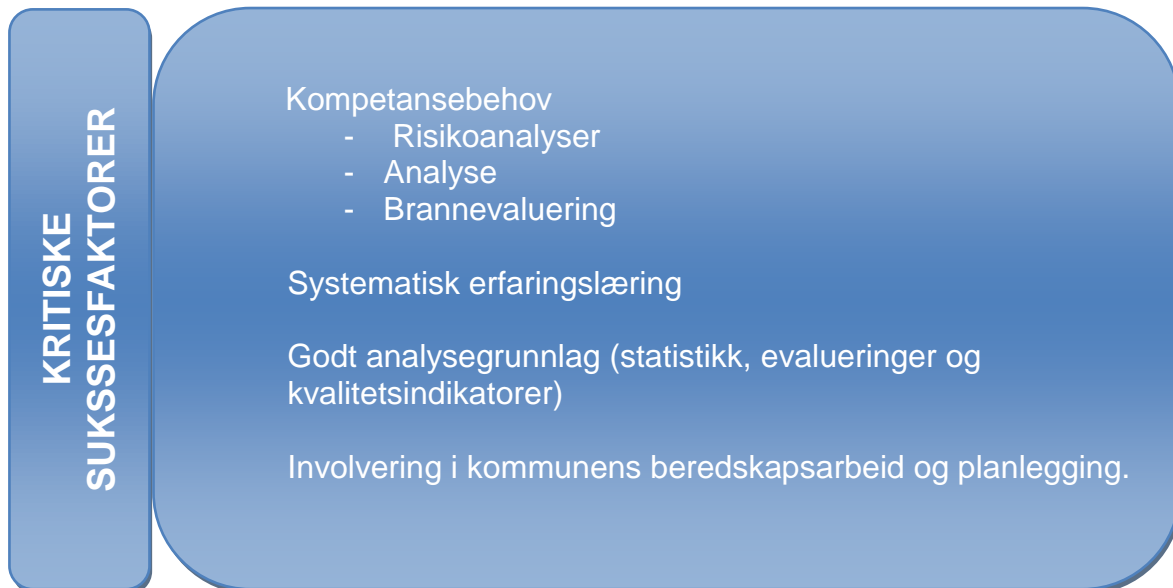 KRITISKE
SUKSSESFAKTORER
Kompetansebehov
- Risikoanalyser
- Analyse
- Brannevaluering
Systematisk erfaringslæring
Godt analysegrunnlag (statistikk, evalueringer og
kvalitetsindikatorer)
Involvering i kommunens beredskapsarbeid og planlegging.